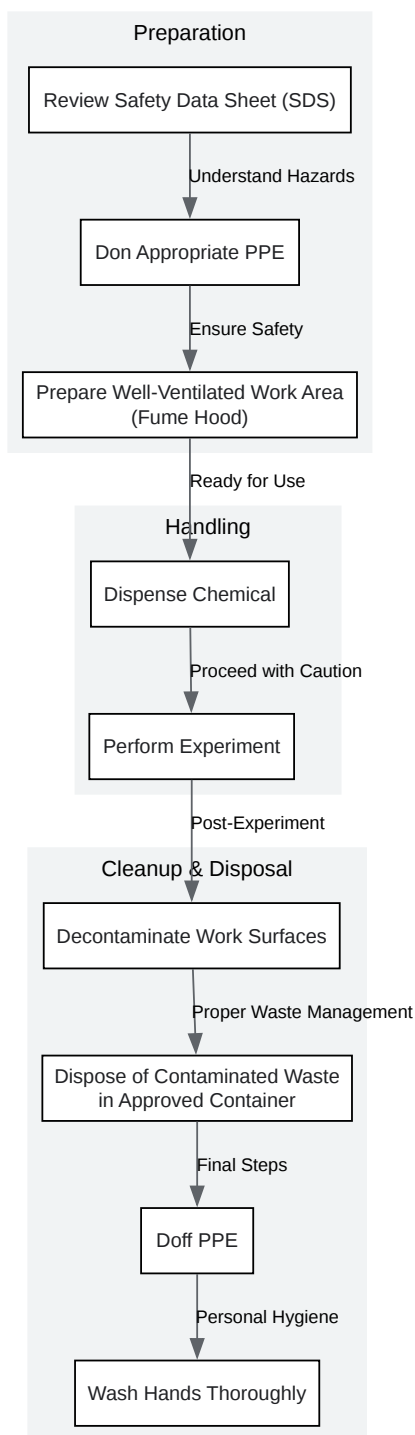 Preparation
Review Safety Data Sheet (SDS)
Understand Hazards
Don Appropriate PPE
Ensure Safety
Prepare Well-Ventilated Work Area
(Fume Hood)
Ready for Use
Handling
Dispense Chemical
Proceed with Caution
Perform Experiment
Post-Experiment
Cleanup & Disposal
Decontaminate Work Surfaces
Proper Waste Management
Dispose of Contaminated Waste
in Approved Container
Final Steps
Doff PPE
Personal Hygiene
Wash Hands Thoroughly